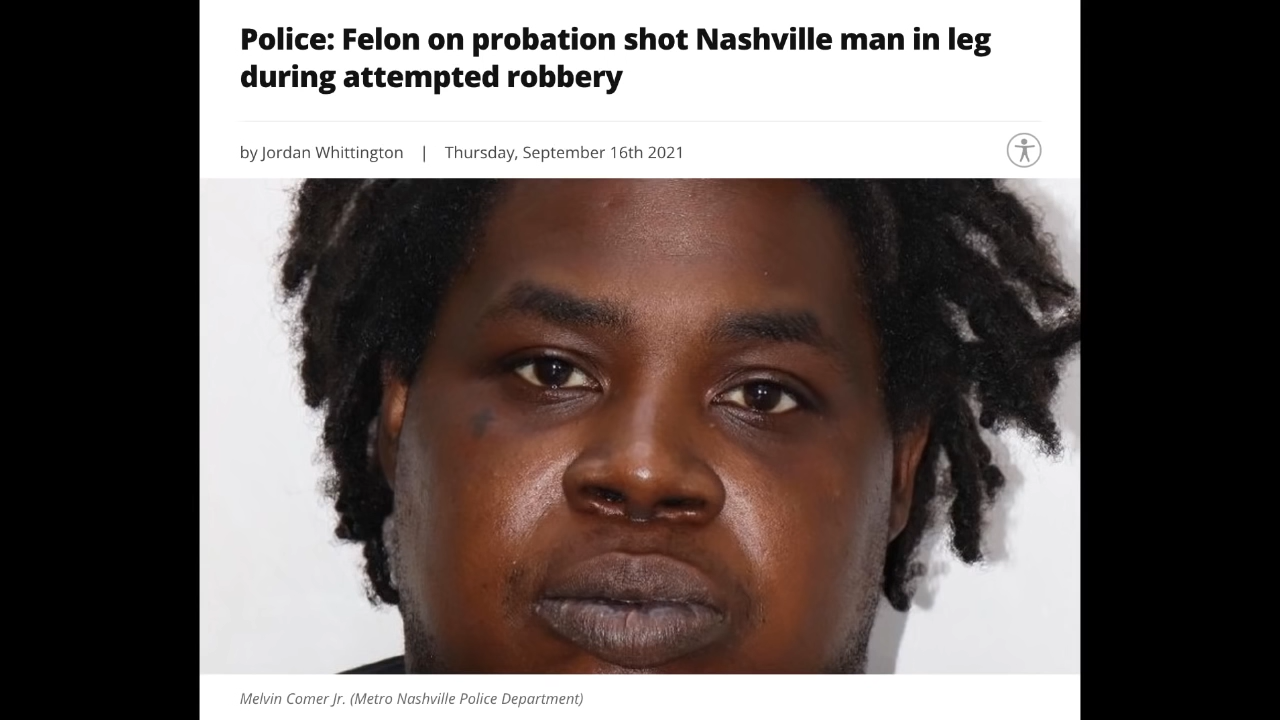 Police: Felon on probation shot Nashville man in leg
during attempted robbery
by Jordan Whittington | Thursday, September 16th 2021
Melvin Comer Jr. (Metro Nashville Police Department)